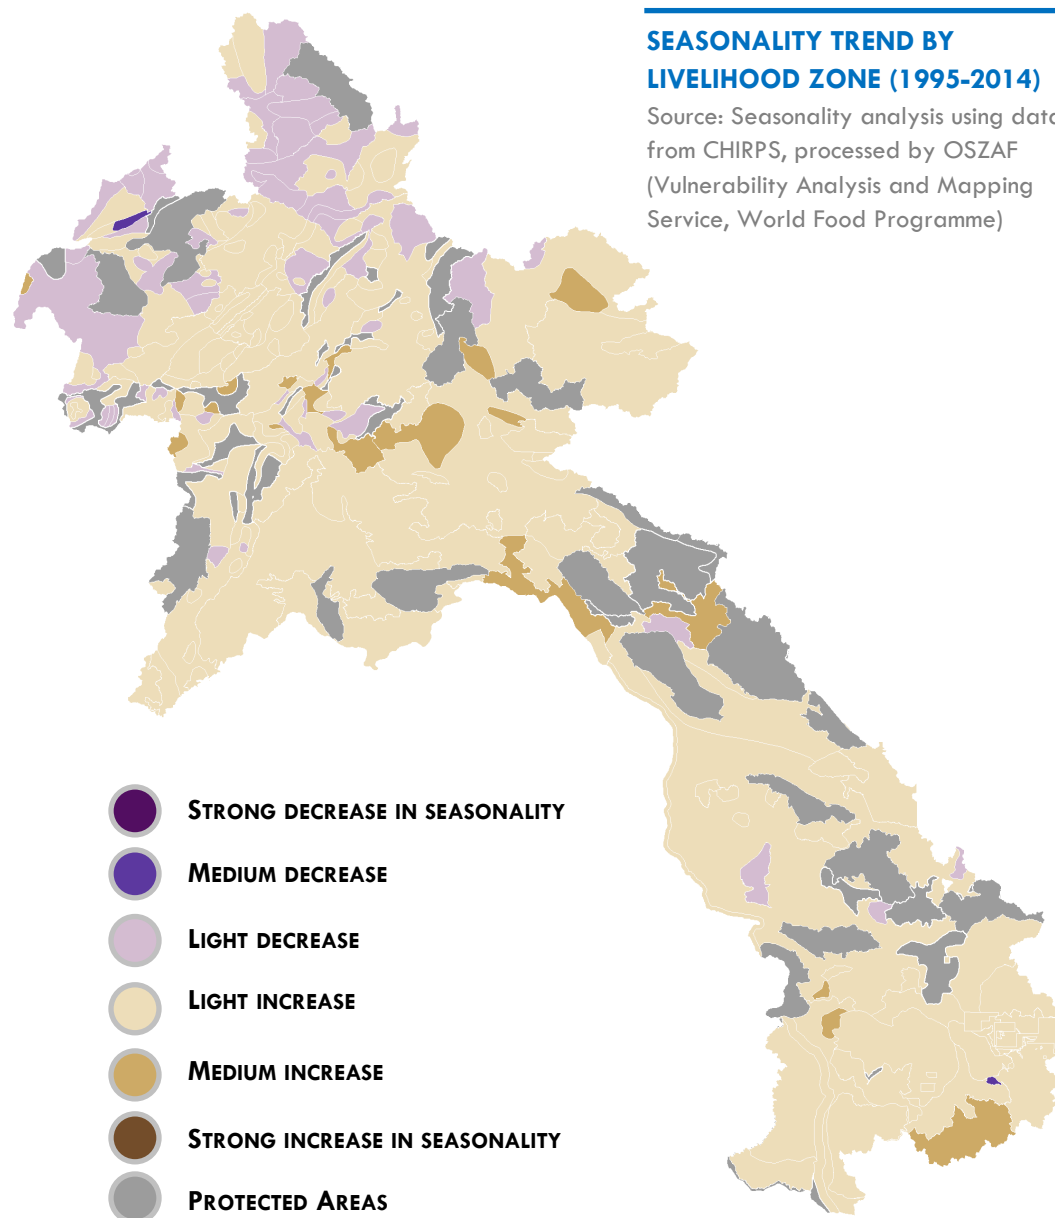 SEASONALITY TREND BY
LIVELIHOOD ZONE (1995-2014)
Source: Seasonality analysis using data
from CHIRPS, processed by OSZAF
(Vulnerability Analysis and Mapping
Service, World Food Programme)
STRONG DECREASE IN SEASONALITY
MEDIUM DECREASE
LIGHT DECREASE
LIGHT INCREASE
MEDIUM INCREASE
STRONG INCREASE IN SEASONALITY
PROTECTED AREAS